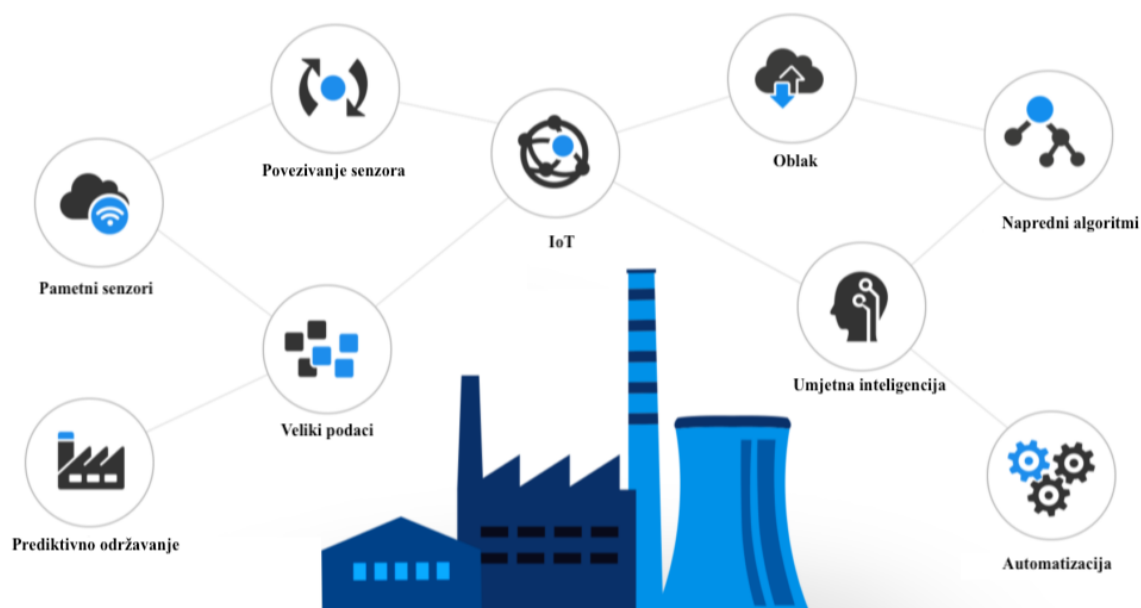 Oblak
Povezivanje senzora
Napredni algoritmi
IoT
Pametni senzori
Umjetna inteligencija
Veliki podaci
Prediktivno održavanje
Automatizacija